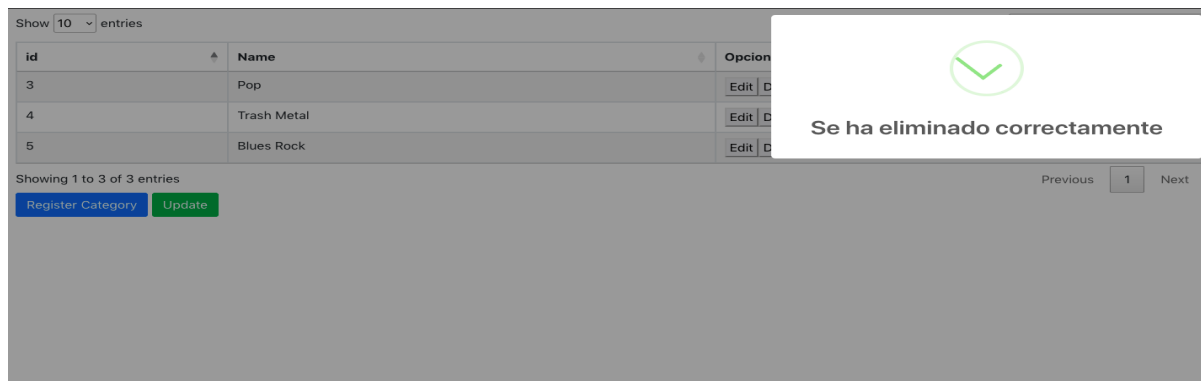 Show 10 entries
id Name Opcion
3 Pop Edit D
4 Trash Metal Edit D
5 Blues Rock Edit D
Se ha eliminado correctamente
Showing 1 to 3 of 3 entries
Previous 1 Next
Register Category Update